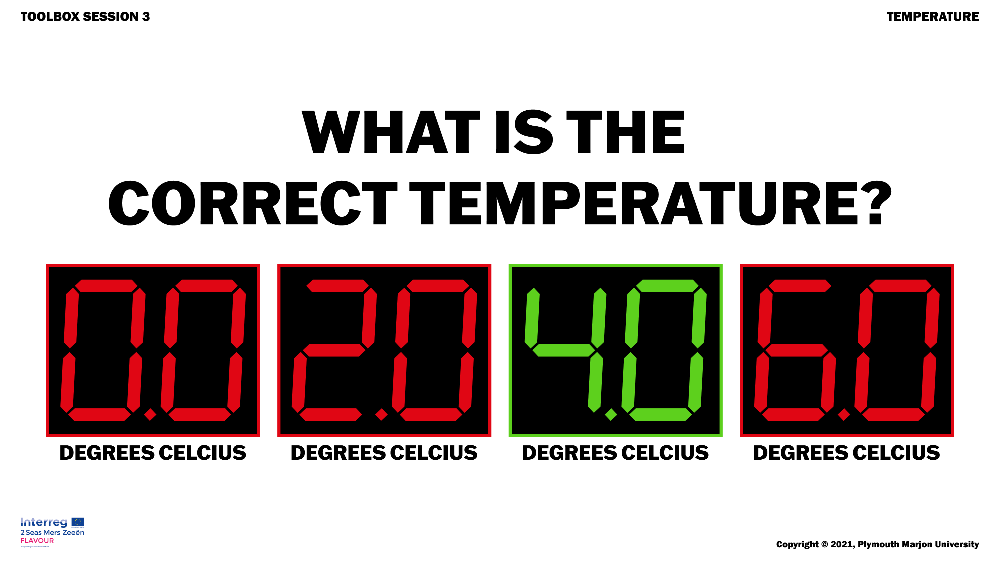 TOOLBOX SESSION 3
TEMPERATURE
WHAT IS THE
CORRECT TEMPERATURE?
0.0 2.0 4.0 6.0
DEGREES CELCIUS DEGREES CELCIUS DEGREES CELCIUS DEGREES CELCIUS
Interreg
EUROPEAN UNION
2 Seas Mers Zeeën
FLAVOUR
European Regional Development Fund
Copyright © 2021, Plymouth Marjon University